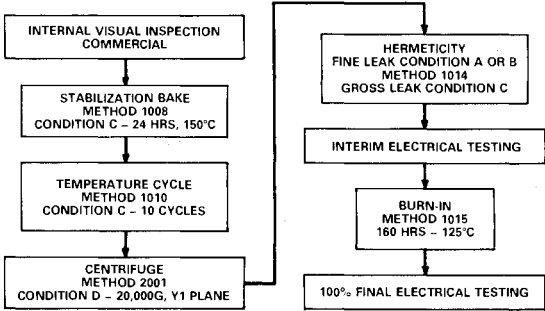 INTERNAL VISUAL INSPECTION
COMMERCIAL
STABILIZATION BAKE
METHOD 1008
CONDITION C – 24 HRS, 150°C
TEMPERATURE CYCLE
METHOD 1010
CONDITION C – 10 CYCLES
CENTRIFUGE
METHOD 2001
CONDITION D – 20,000G, Y1 PLANE
HERMETICITY
FINE LEAK CONDITION A OR B
METHOD 1014
GROSS LEAK CONDITION C
INTERIM ELECTRICAL TESTING
BURN-IN
METHOD 1015
160 HRS – 125°C
100% FINAL ELECTRICAL TESTING